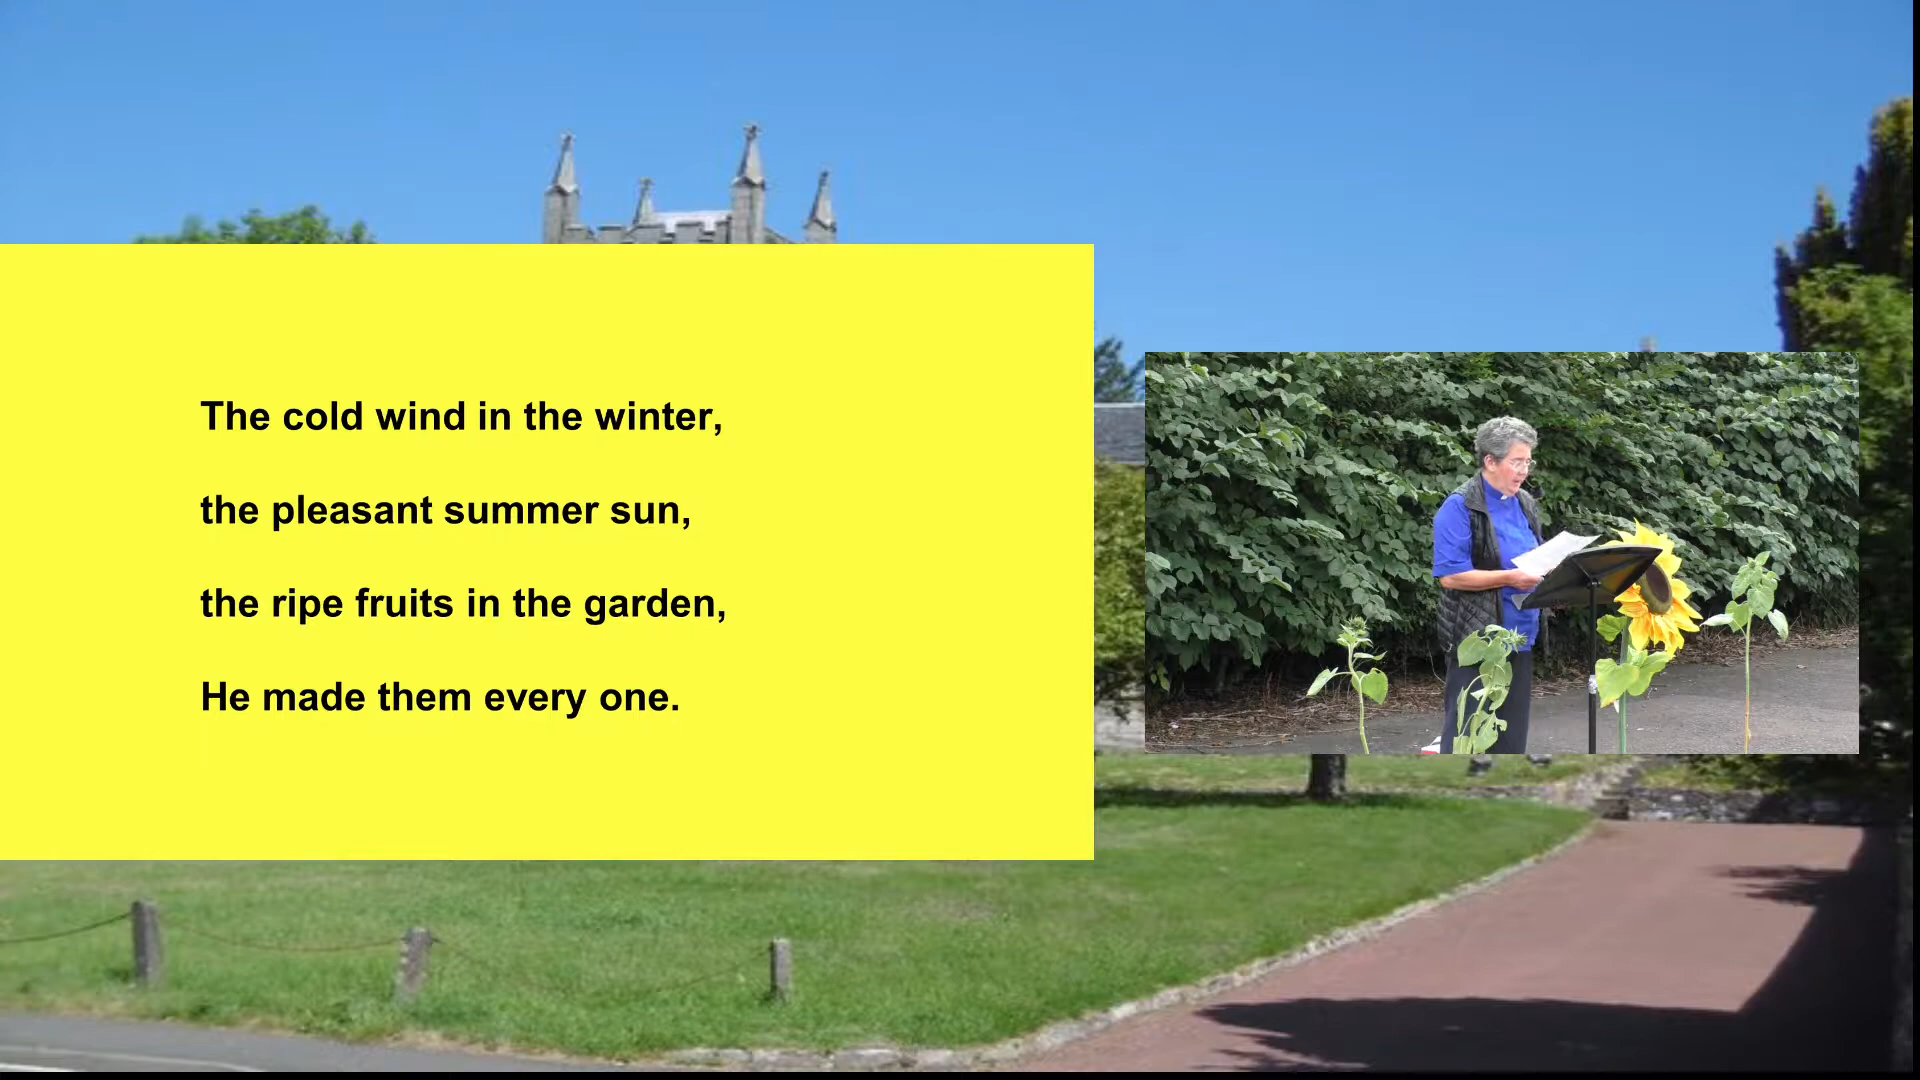 The cold wind in the winter,
the pleasant summer sun,
the ripe fruits in the garden,
He made them every one.